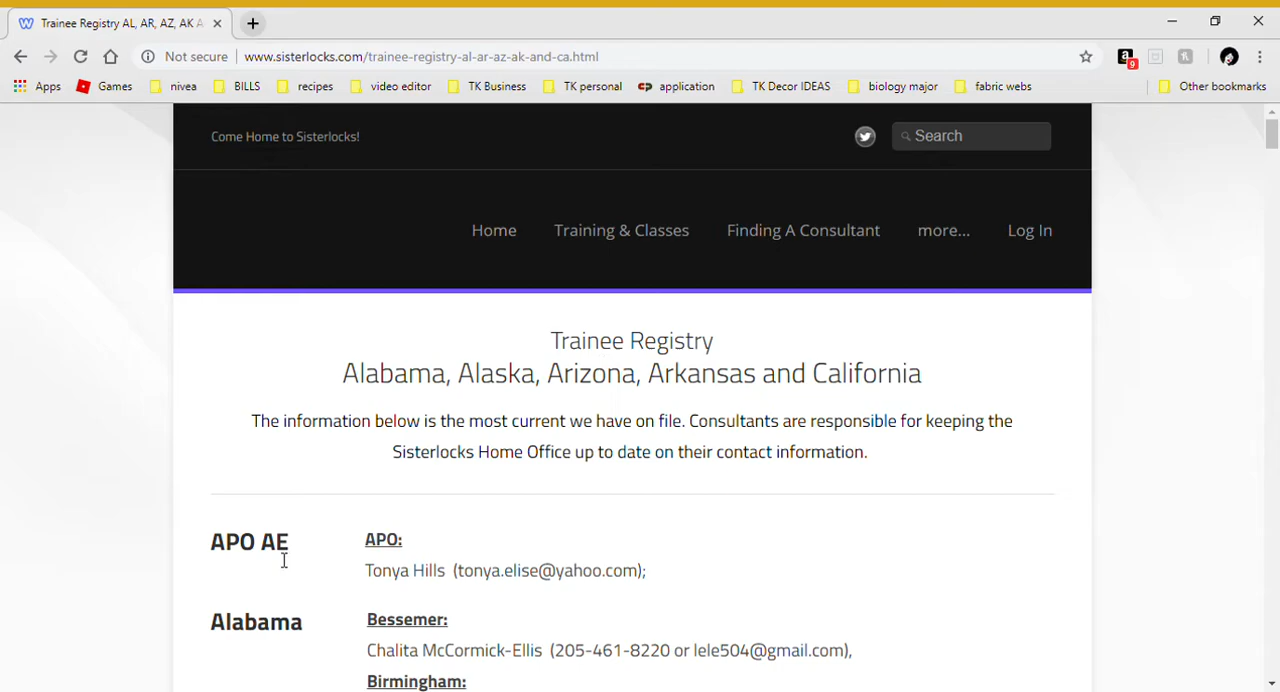 Trainee Registry AL, AR, AZ, AK A
Not secure | www.sisterlocks.com/trainee-registry-al-ar-az-ak-and-ca.html
9
Apps Games nivea BILLS recipes video editor TK Business TK personal application TK Decor IDEAS biology major fabric webs Other bookmarks
Come Home to Sisterlocks! Search
Home Training & Classes Finding A Consultant more... Log In
Trainee Registry
Alabama, Alaska, Arizona, Arkansas and California
The information below is the most current we have on file. Consultants are responsible for keeping the
Sisterlocks Home Office up to date on their contact information.
APO AE APO:
Tonya Hills (tonya.elise@yahoo.com);
Alabama Bessemer:
Chalita McCormick-Ellis (205-461-8220 or lele504@gmail.com),
Birmingham: